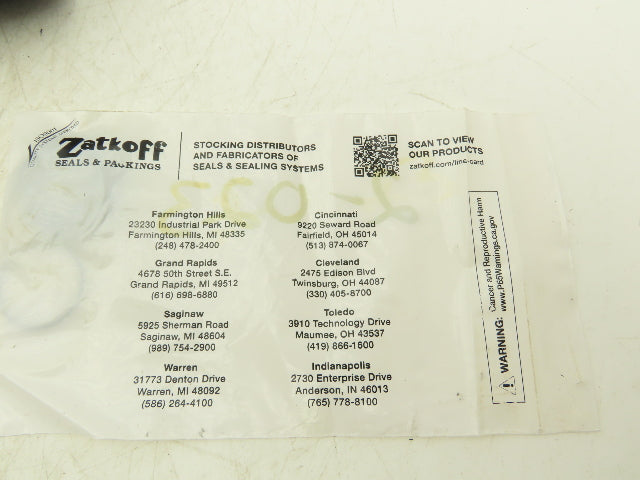 Zatkoff
SEALS & PACKINGS
STOCKING DISTRIBUTORS
AND FABRICATORS OF
SEALS & SEALING SYSTEMS
SCAN TO VIEW
OUR PRODUCTS
zatkoff.com/line-card
Farmington Hills
23230 Industrial Park Drive
Farmington Hills, MI 48335
(248) 478-2400
Grand Rapids
4678 50th Street S.E.
Grand Rapids, MI 49512
(616) 698-6880
Saginaw
5925 Sherman Road
Saginaw, MI 48604
(989) 754-2900
Warren
31773 Denton Drive
Warren, MI 48092
(586) 264-4100
Cincinnati
9220 Seward Road
Fairfield, OH 45014
(513) 874-0067
Cleveland
2475 Edison Blvd
Twinsburg, OH 44087
(330) 405-8700
Toledo
3910 Technology Drive
Maumee, OH 43537
(419) 866-1600
Indianapolis
2730 Enterprise Drive
Anderson, IN 46013
(765) 778-8100
WARNING: Cancer and Reproductive Harm
www.P65Warnings.ca.gov